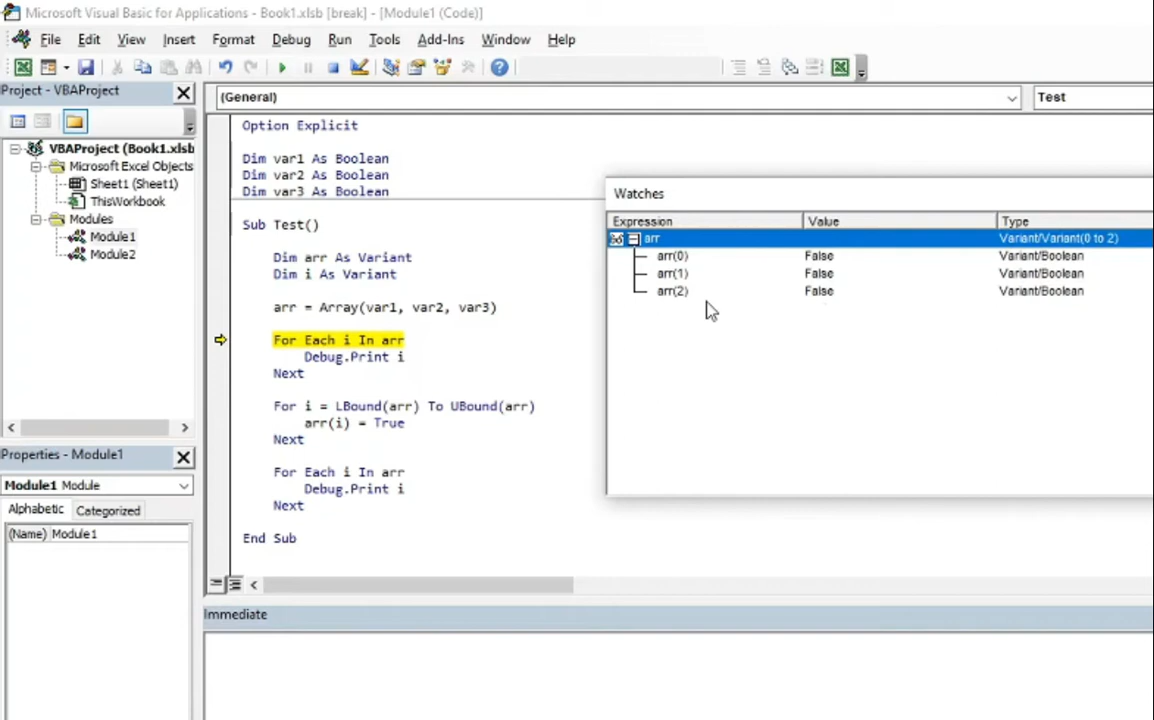 Microsoft Visual Basic for Applications - Book1.xlsb [break] - [Module1 (Code)]
File Edit View Insert Format Debug Run Tools Add-Ins Window Help
Project - VBAProject
VBAProject (Book1.xlsb
Microsoft Excel Objects
Sheet1 (Sheet1)
ThisWorkbook
Modules
Module1
Module2
Properties - Module1
Module1 Module
Alphabetic Categorized
(Name) Module1
(General) Test
Option Explicit
Dim var1 As Boolean
Dim var2 As Boolean
Dim var3 As Boolean
Sub Test()
Dim arr As Variant
Dim i As Variant
arr = Array(var1, var2, var3)
For Each i In arr
Debug.Print i
Next
For i = LBound(arr) To UBound(arr)
arr(i) = True
Next
For Each i In arr
Debug.Print i
Next
End Sub
Watches
Expression Value Type
arr Variant/Variant(0 to 2)
arr(0) False Variant/Boolean
arr(1) False Variant/Boolean
arr(2) False Variant/Boolean
Immediate